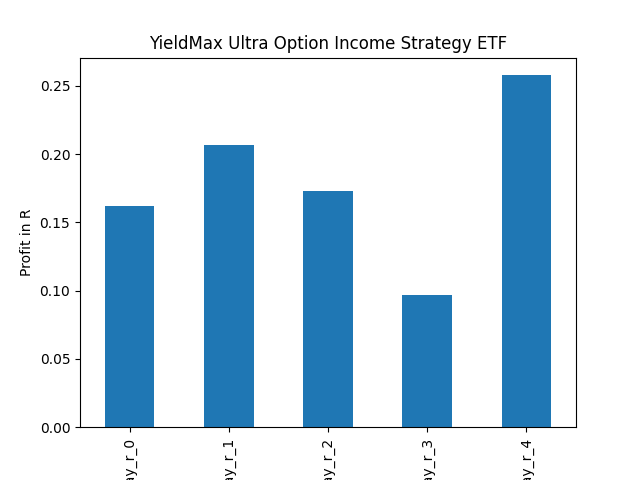 YieldMax Ultra Option Income Strategy ETF
Profit in R
0.25
0.20
0.15
0.10
0.05
0.00
ay_r_0
ay_r_1
ay_r_2
ay_r_3
ay_r_4